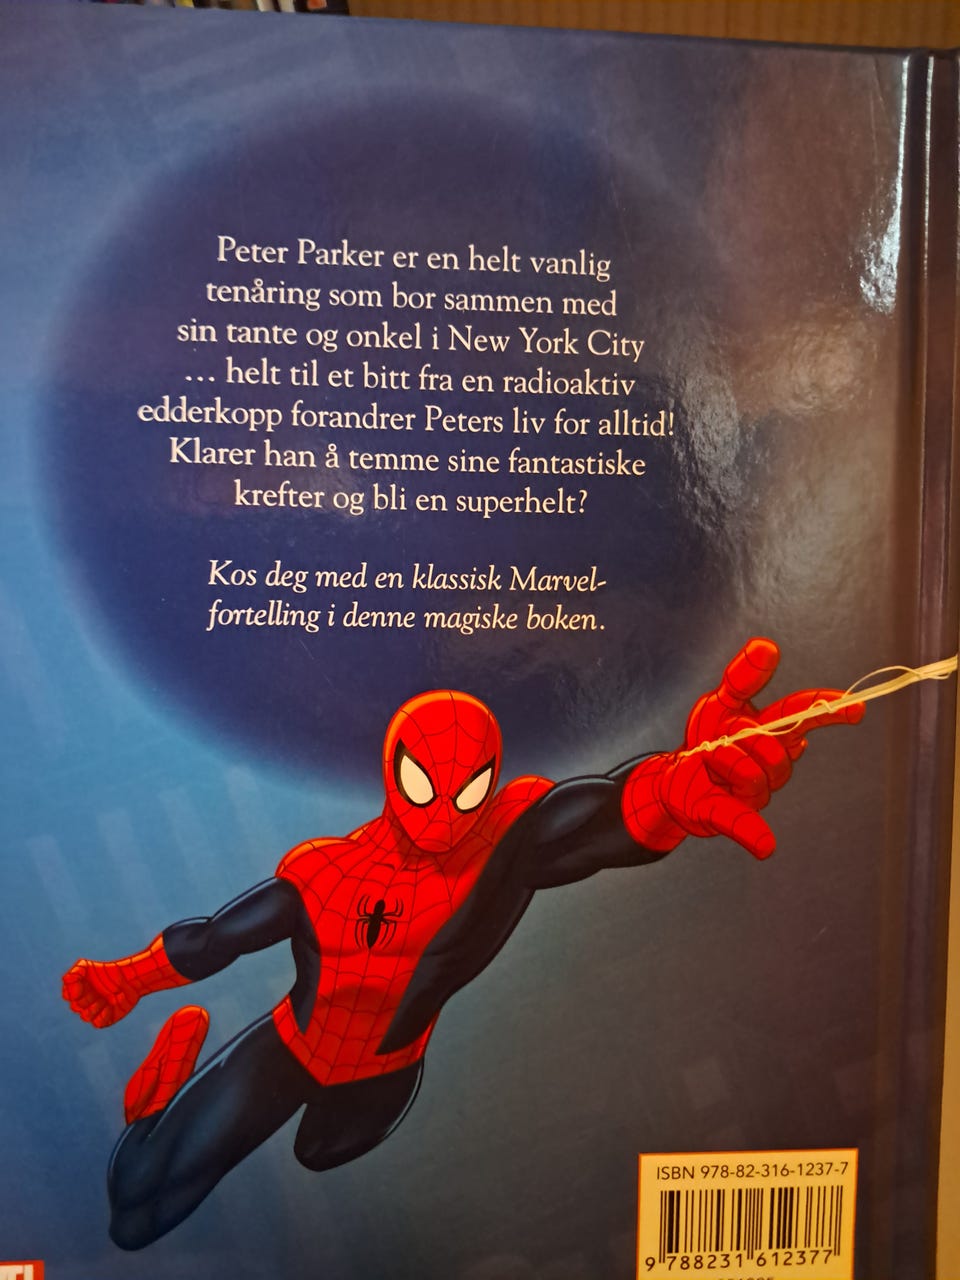 Peter Parker er en helt vanlig
tenåring som bor sammen med
sin tante og onkel i New York City
... helt til et bitt fra en radioaktiv
edderkopp forandrer Peters liv for alltid!
Klarer han å temme sine fantastiske
krefter og bli en superhelt?
Kos deg med en klassisk Marvel-
fortelling i denne magiske boken.
ISBN 978-82-316-1237-7
9 788231 612377